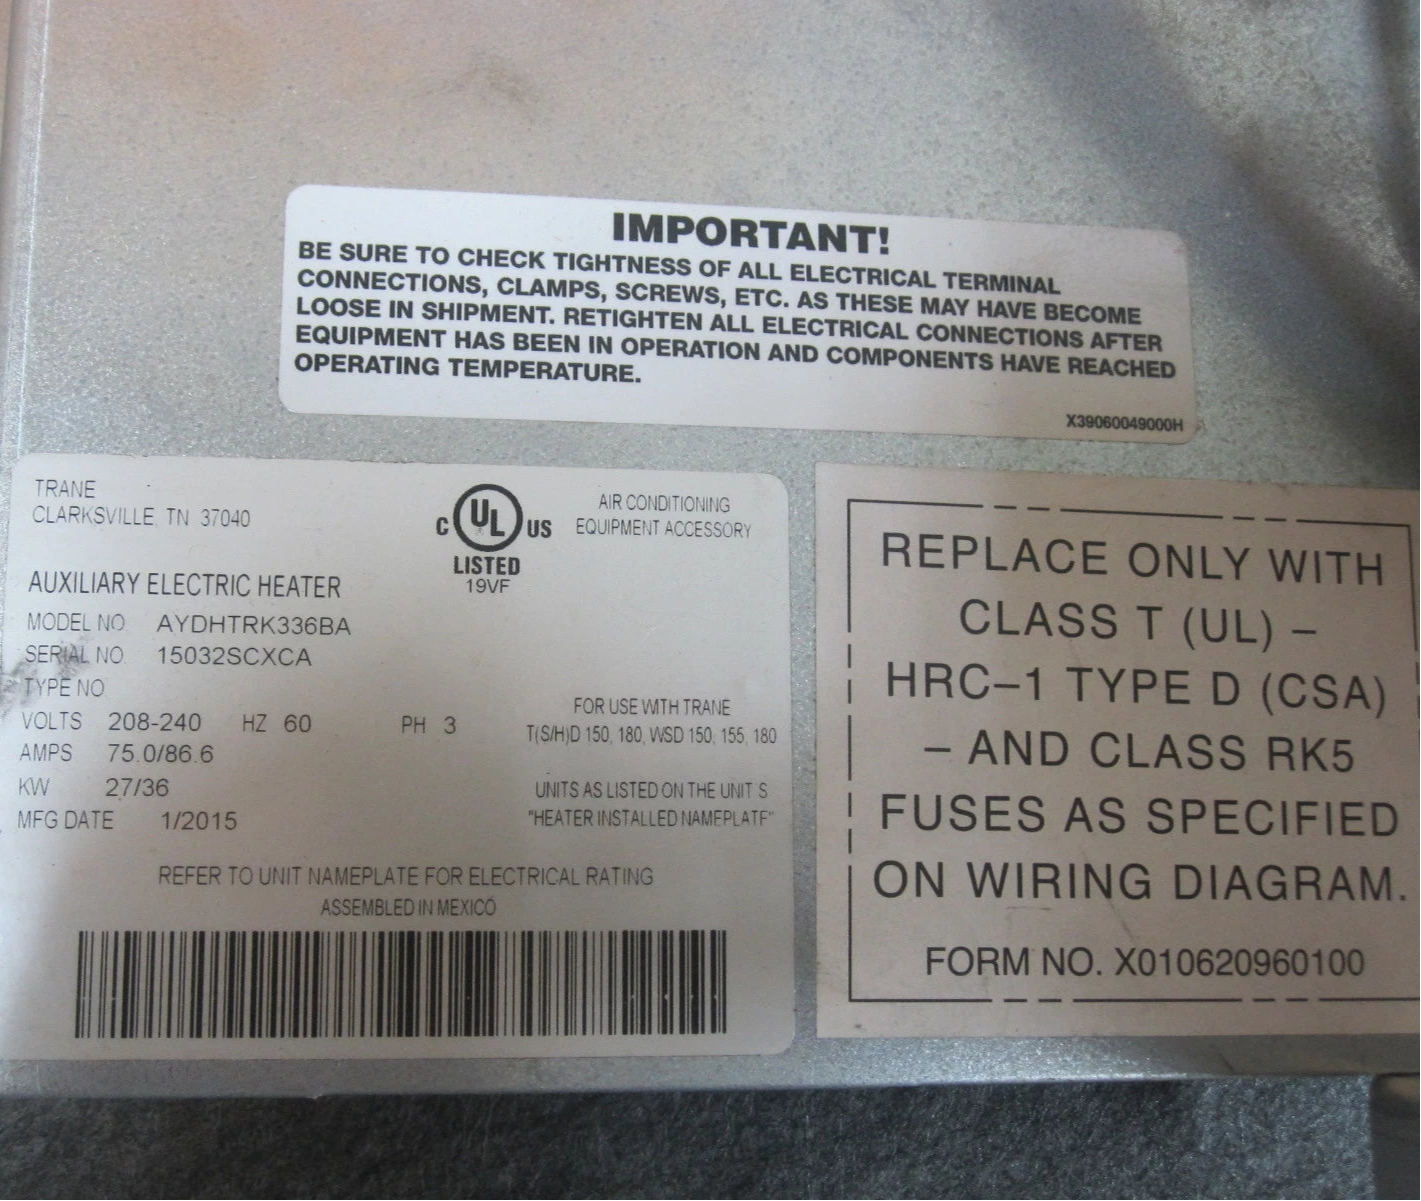 IMPORTANT!
BE SURE TO CHECK TIGHTNESS OF ALL ELECTRICAL TERMINAL
CONNECTIONS, CLAMPS, SCREWS, ETC. AS THESE MAY HAVE BECOME
LOOSE IN SHIPMENT. RETIGHTEN ALL ELECTRICAL CONNECTIONS AFTER
EQUIPMENT HAS BEEN IN OPERATION AND COMPONENTS HAVE REACHED
OPERATING TEMPERATURE.
X39060049000H
TRANE
CLARKSVILLE, TN 37040
C UL US
LISTED
19VF
AIR CONDITIONING
EQUIPMENT ACCESSORY
AUXILIARY ELECTRIC HEATER
MODEL NO. AYDHTRK336BA
SERIAL NO. 15032SCXCA
TYPE NO
VOLTS 208-240 HZ 60 PH 3
AMPS 75.0/86.6
KW 27/36
MFG DATE 1/2015
FOR USE WITH TRANE
T(S/H)D 150, 180, WSD 150, 155, 180
UNITS AS LISTED ON THE UNIT S
"HEATER INSTALLED NAMEPLATE"
REFER TO UNIT NAMEPLATE FOR ELECTRICAL RATING
ASSEMBLED IN MEXICO
REPLACE ONLY WITH
CLASS T (UL) –
HRC–1 TYPE D (CSA)
– AND CLASS RK5
FUSES AS SPECIFIED
ON WIRING DIAGRAM.
FORM NO. X010620960100